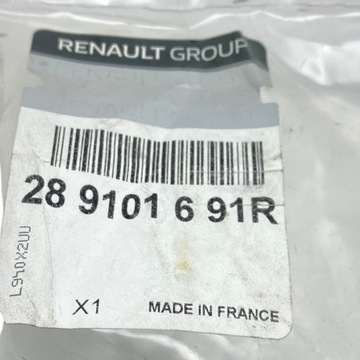 RENAULT GROUP
28 9101 6 91R
L940X2UU
X1
MADE IN FRANCE